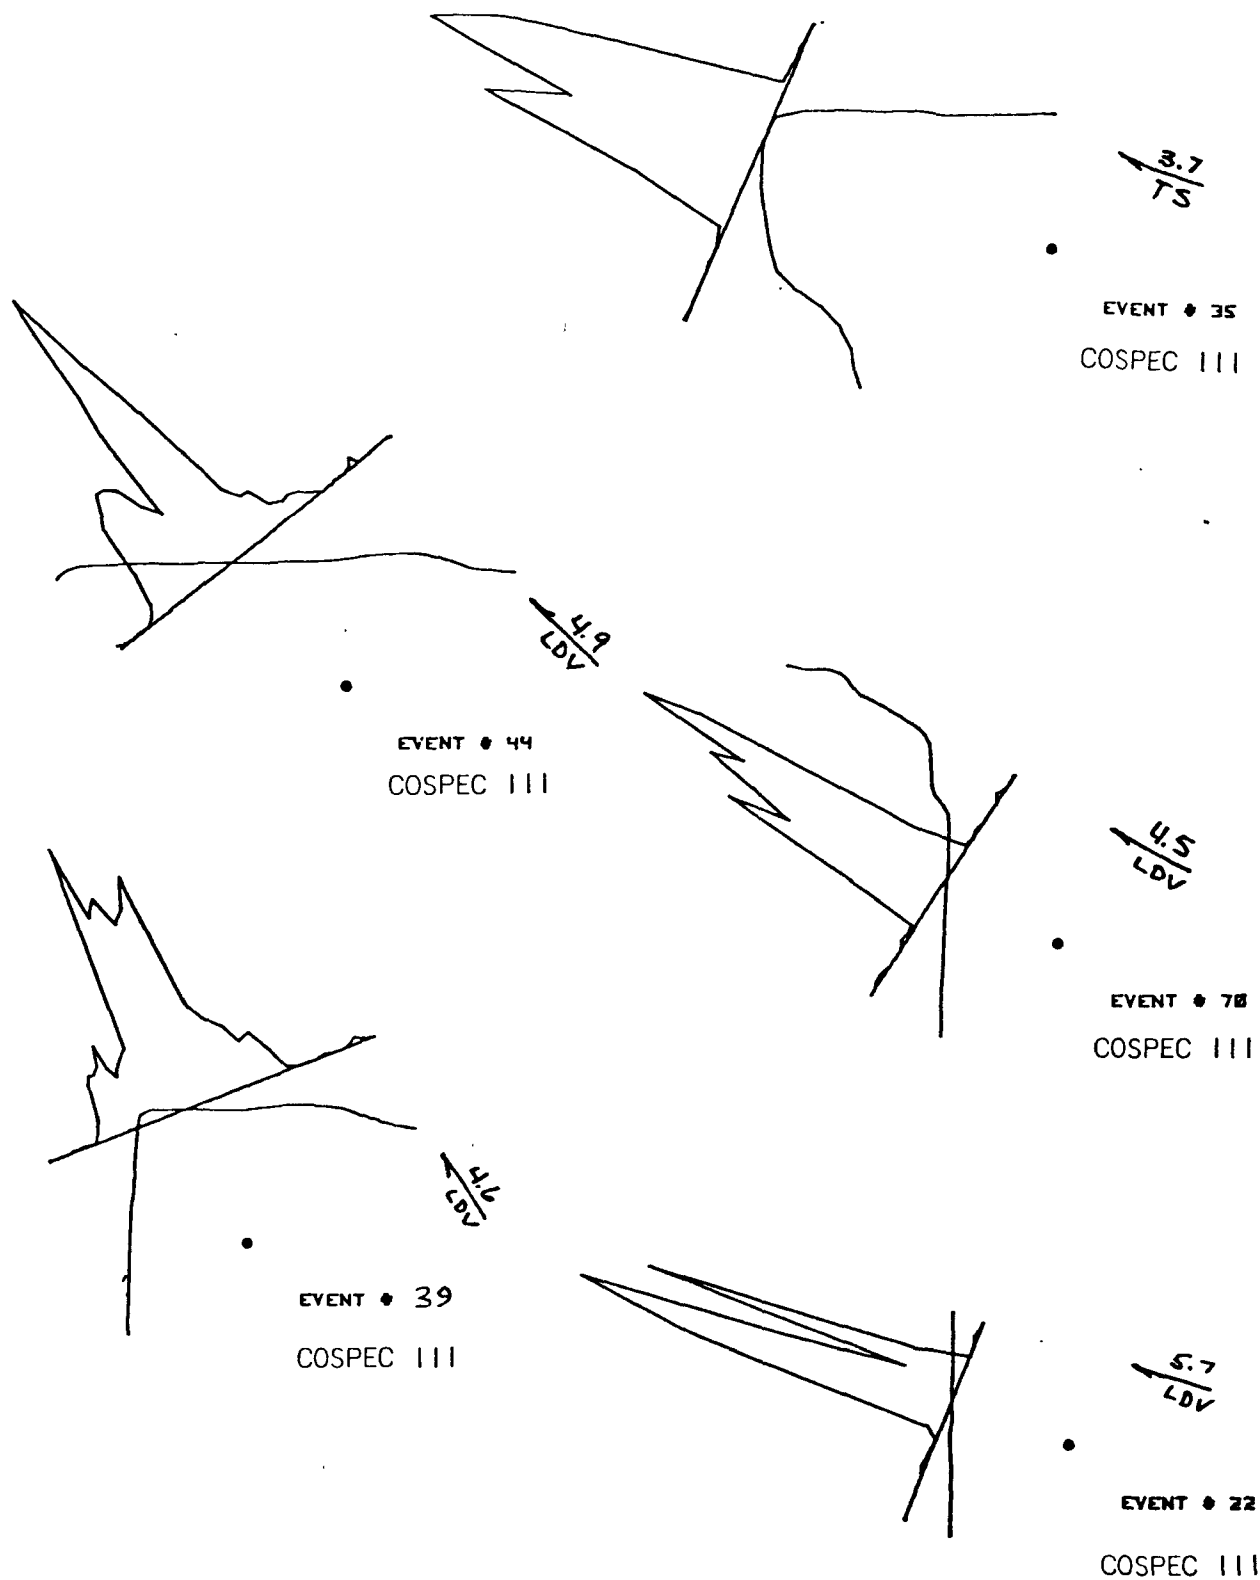 3.7
TS
EVENT # 35
COSPEC III
4.9
LDV
EVENT # 44
COSPEC III
4.5
LDV
EVENT # 70
COSPEC III
4.6
LDV
EVENT # 39
COSPEC III
5.7
LDV
EVENT # 22
COSPEC III